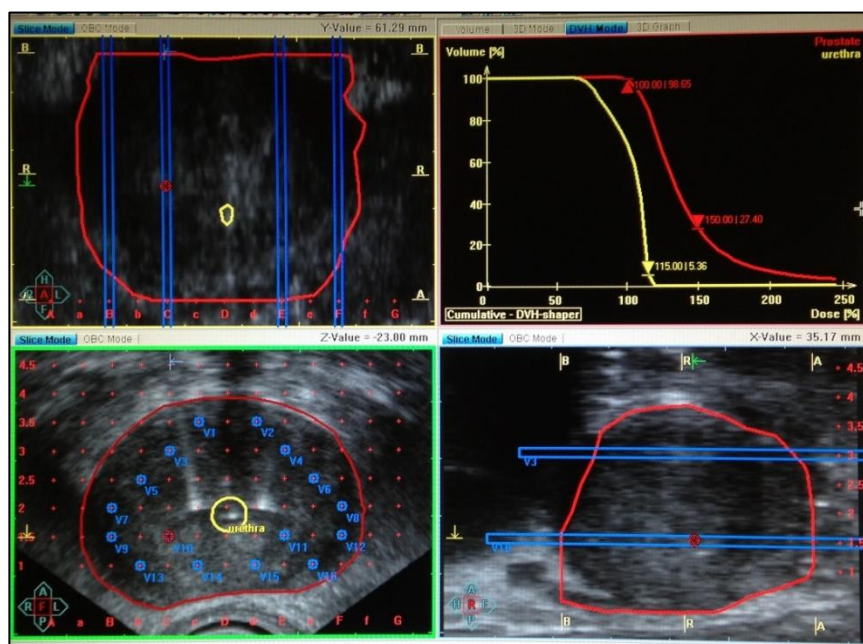 Slice Mode OBC Mode Y-Value = 61.29 mm
B B
R R
A A
H
R A L
F
A a B b C c D d E e F f G
Volume 3D Mode DVH Mode 3D Graph
Volume [%] Prostate
urethra
100
80
60
40
20
0
100.00|98.65
150.00|27.40
115.00|5.36
0 50 100 150 200 250
Cumulative - DVH-shaper Dose [%]
Slice Mode OBC Mode Z-Value = -23.00 mm
4.5
4
3.5
3
2.5
2
1.5
1
V1 V2
V3 V4
V5 V6
V7 V8
urethra
V9 V10 V11 V12
V13 V14 V15 V16
A
R F L
P
A a B b C c D d E e F f G
Slice Mode OBC Mode X-Value = 35.17 mm
B R A
4.5
4
3.5
3
2.5
2
1.5
1
V3
V10
A
H R F
P
B R A